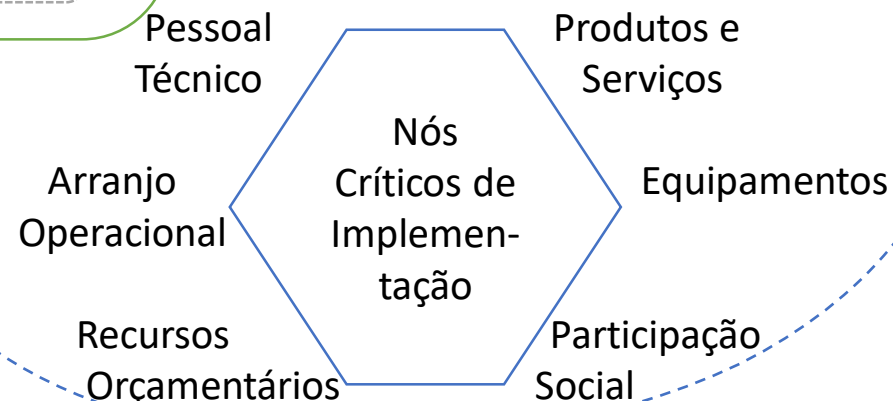 Pessoal
Técnico
Produtos e
Serviços
Nós
Críticos de
Implemen-
tação
Arranjo
Operacional
Equipamentos
Recursos
Orçamentários
Participação
Social